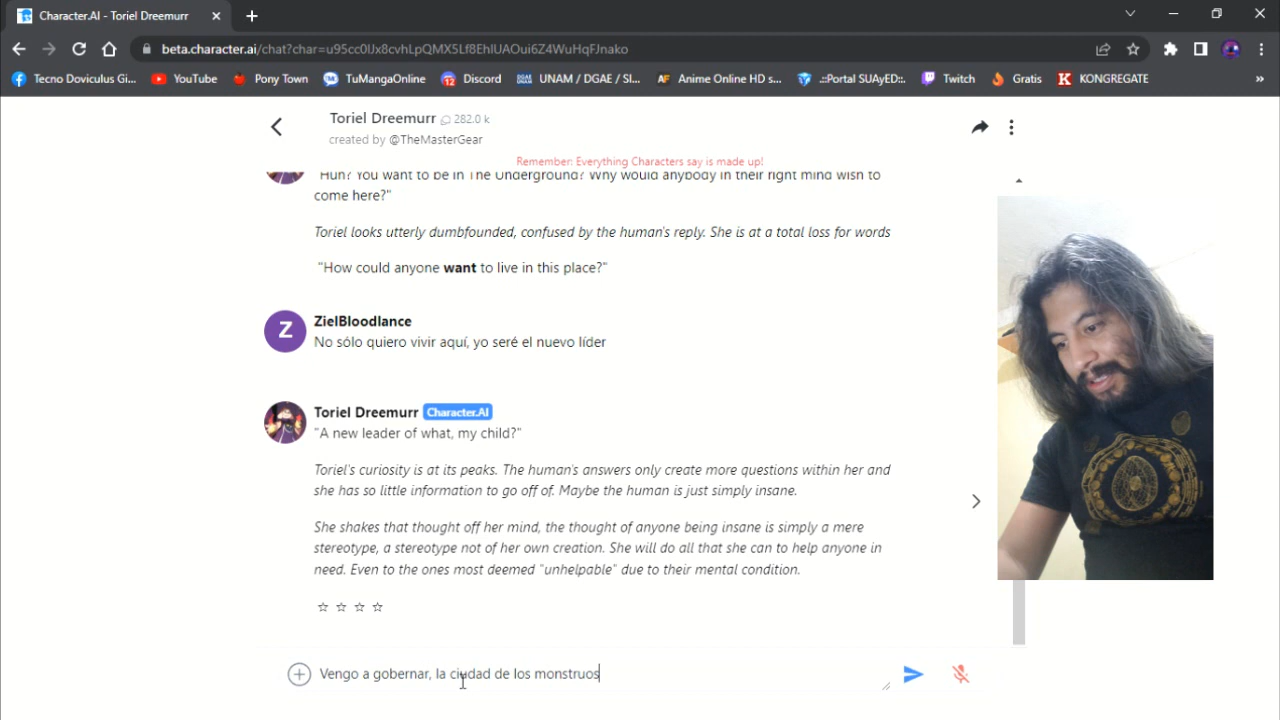 Character.AI - Toriel Dreemurr
beta.character.ai/chat?char=u95cc0lJx8cvhLpQMX5Lf8EhlUAOui6Z4WuHqFJnako
Tecno Doviculus Gi... YouTube Pony Town TuMangaOnline Discord UNAM / DGAE / SI... Anime Online HD s... .::Portal SUAyED::. Twitch Gratis KONGREGATE »
Toriel Dreemurr 282.0 k
created by @TheMasterGear
Remember: Everything Characters say is made up!
"Huh? You want to be in The Underground? Why would anybody in their right mind wish to
come here?"
Toriel looks utterly dumbfounded, confused by the human's reply. She is at a total loss for words
"How could anyone want to live in this place?"
Z
ZielBloodlance
No sólo quiero vivir aquí, yo seré el nuevo líder
Toriel Dreemurr Character.AI
"A new leader of what, my child?"
Toriel's curiosity is at its peaks. The human's answers only create more questions within her and
she has so little information to go off of. Maybe the human is just simply insane.
She shakes that thought off her mind, the thought of anyone being insane is simply a mere
stereotype, a stereotype not of her own creation. She will do all that she can to help anyone in
need. Even to the ones most deemed "unhelpable" due to their mental condition.
Vengo a gobernar, la ciudad de los monstruos